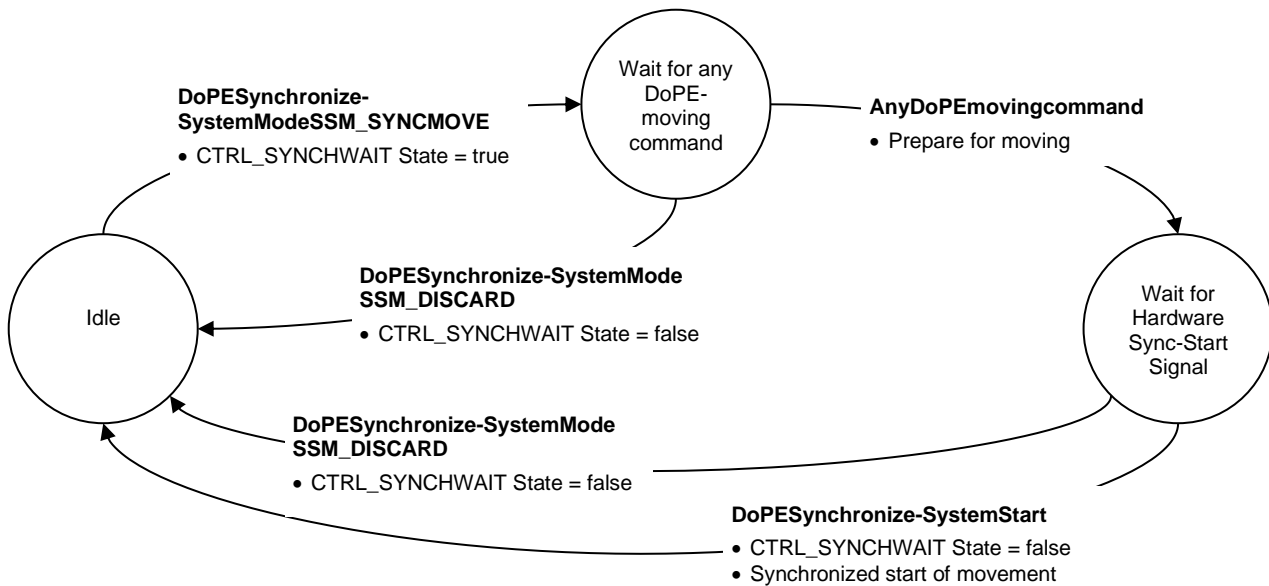 Wait for any
DoPE-
moving
command
DoPESynchronize-
SystemModeSSM_SYNCMOVE
• CTRL_SYNCHWAIT State = true
AnyDoPEmovingcommand
• Prepare for moving
DoPESynchronize-SystemMode
SSM_DISCARD
• CTRL_SYNCHWAIT State = false
Idle
Wait for
Hardware
Sync-Start
Signal
DoPESynchronize-SystemMode
SSM_DISCARD
• CTRL_SYNCHWAIT State = false
DoPESynchronize-SystemStart
• CTRL_SYNCHWAIT State = false
• Synchronized start of movement